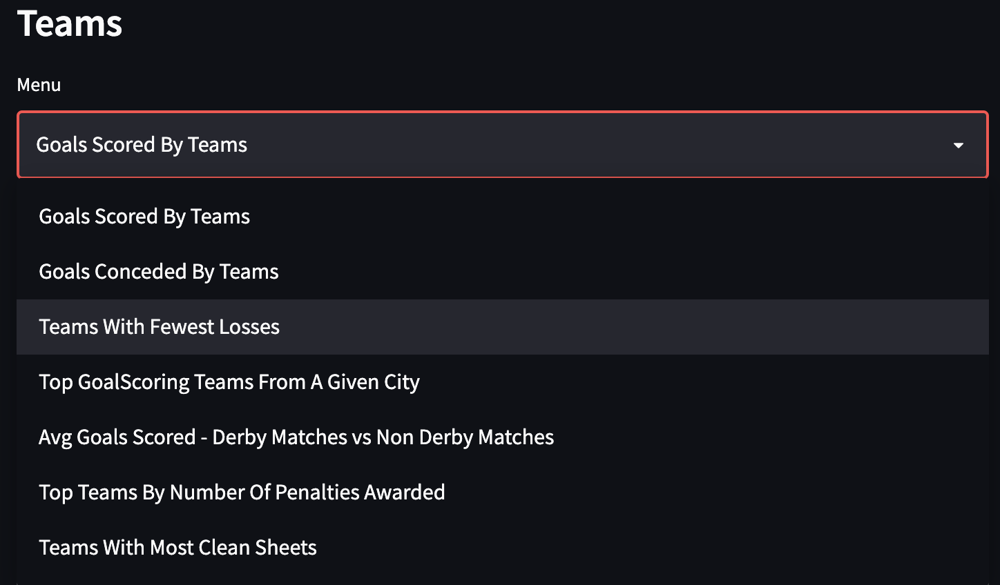 Teams
Menu
Goals Scored By Teams
Goals Scored By Teams
Goals Conceded By Teams
Teams With Fewest Losses
Top GoalScoring Teams From A Given City
Avg Goals Scored - Derby Matches vs Non Derby Matches
Top Teams By Number Of Penalties Awarded
Teams With Most Clean Sheets